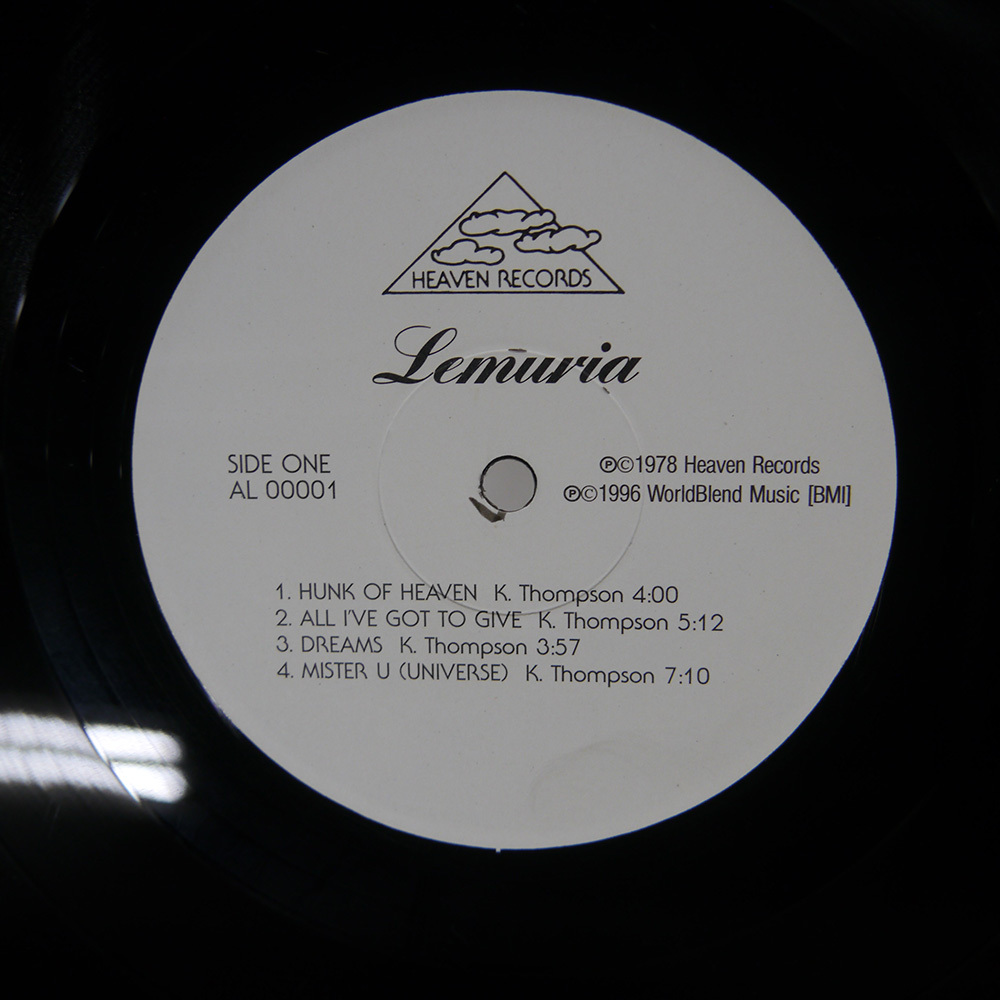 HEAVEN RECORDS
Lemuria
SIDE ONE
AL 00001
℗©1978 Heaven Records
℗©1996 WorldBlend Music [BMI]
1. HUNK OF HEAVEN K. Thompson 4:00
2. ALL I'VE GOT TO GIVE K. Thompson 5:12
3. DREAMS K. Thompson 3:57
4. MISTER U (UNIVERSE) K. Thompson 7:10